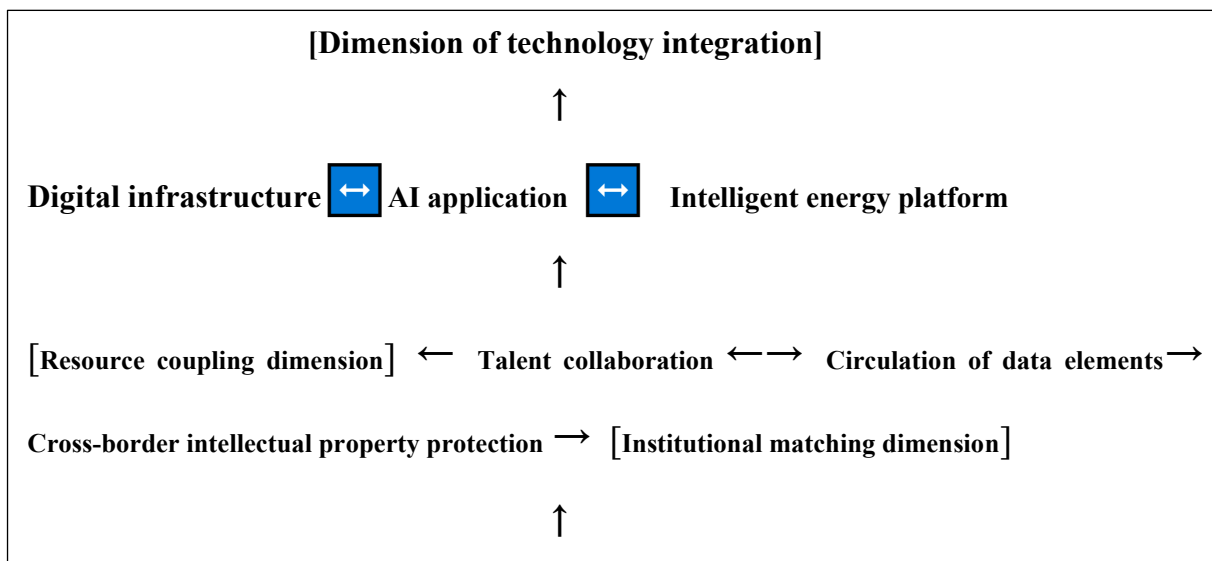 [Dimension of technology integration]
↑
Digital infrastructure ↔ AI application ↔ Intelligent energy platform
↑
[Resource coupling dimension] ← Talent collaboration ←→ Circulation of data elements→
Cross-border intellectual property protection → [Institutional matching dimension]
↑